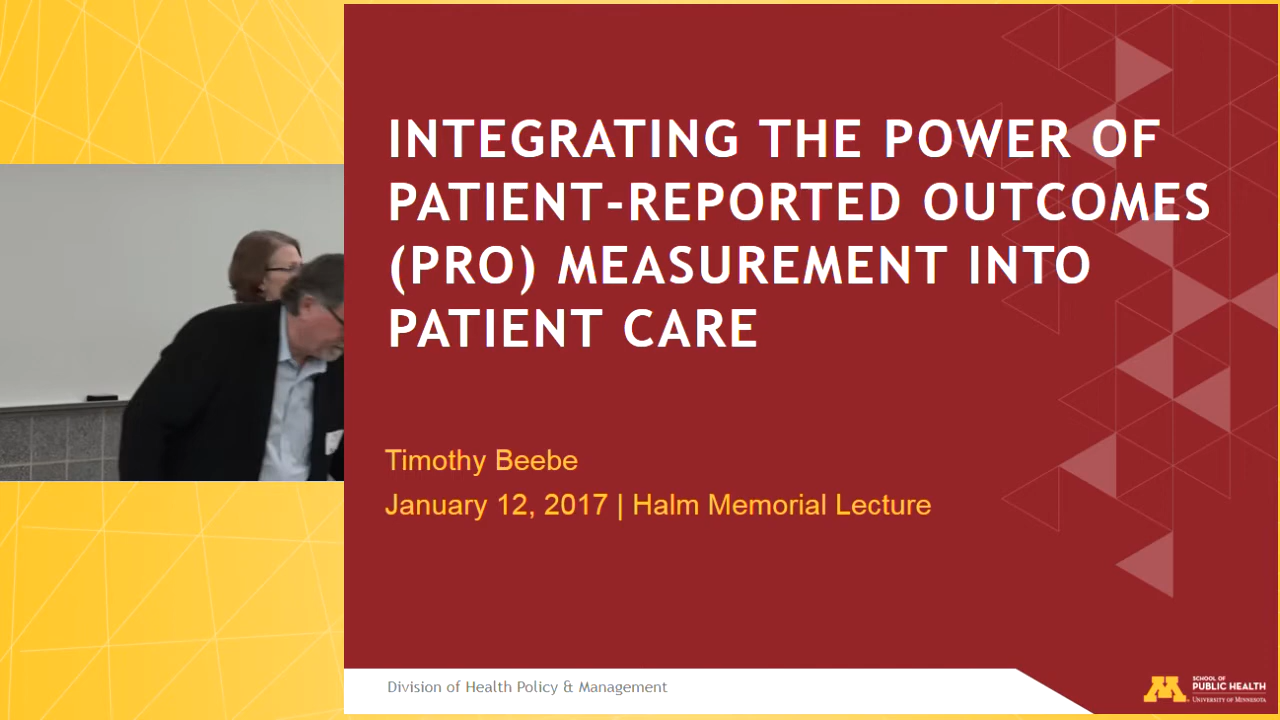 INTEGRATING THE POWER OF
PATIENT-REPORTED OUTCOMES
(PRO) MEASUREMENT INTO
PATIENT CARE
Timothy Beebe
January 12, 2017 | Halm Memorial Lecture
Division of Health Policy & Management
M
SCHOOL OF
PUBLIC HEALTH
UNIVERSITY OF MINNESOTA